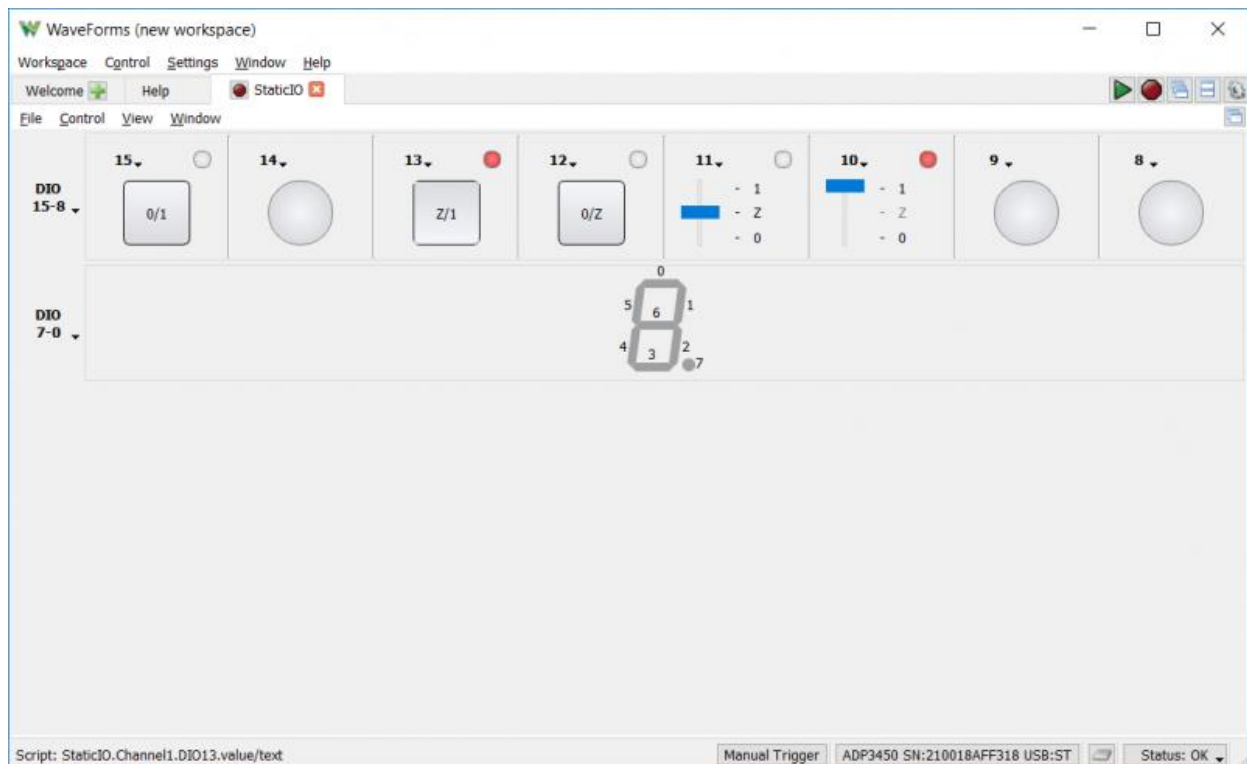 WaveForms (new workspace)
Workspace Control Settings Window Help
Welcome Help StaticIO
File Control View Window
DIO
15-8
15 14 13 12 11 10 9 8
0/1 Z/1 0/Z
- 1 - 1
- Z - Z
- 0 - 0
DIO
7-0
0
5 1
6
4 2
3
7
Script: StaticIO.Channel1.DIO13.value/text Manual Trigger ADP3450 SN:210018AFF318 USB:ST Status: OK